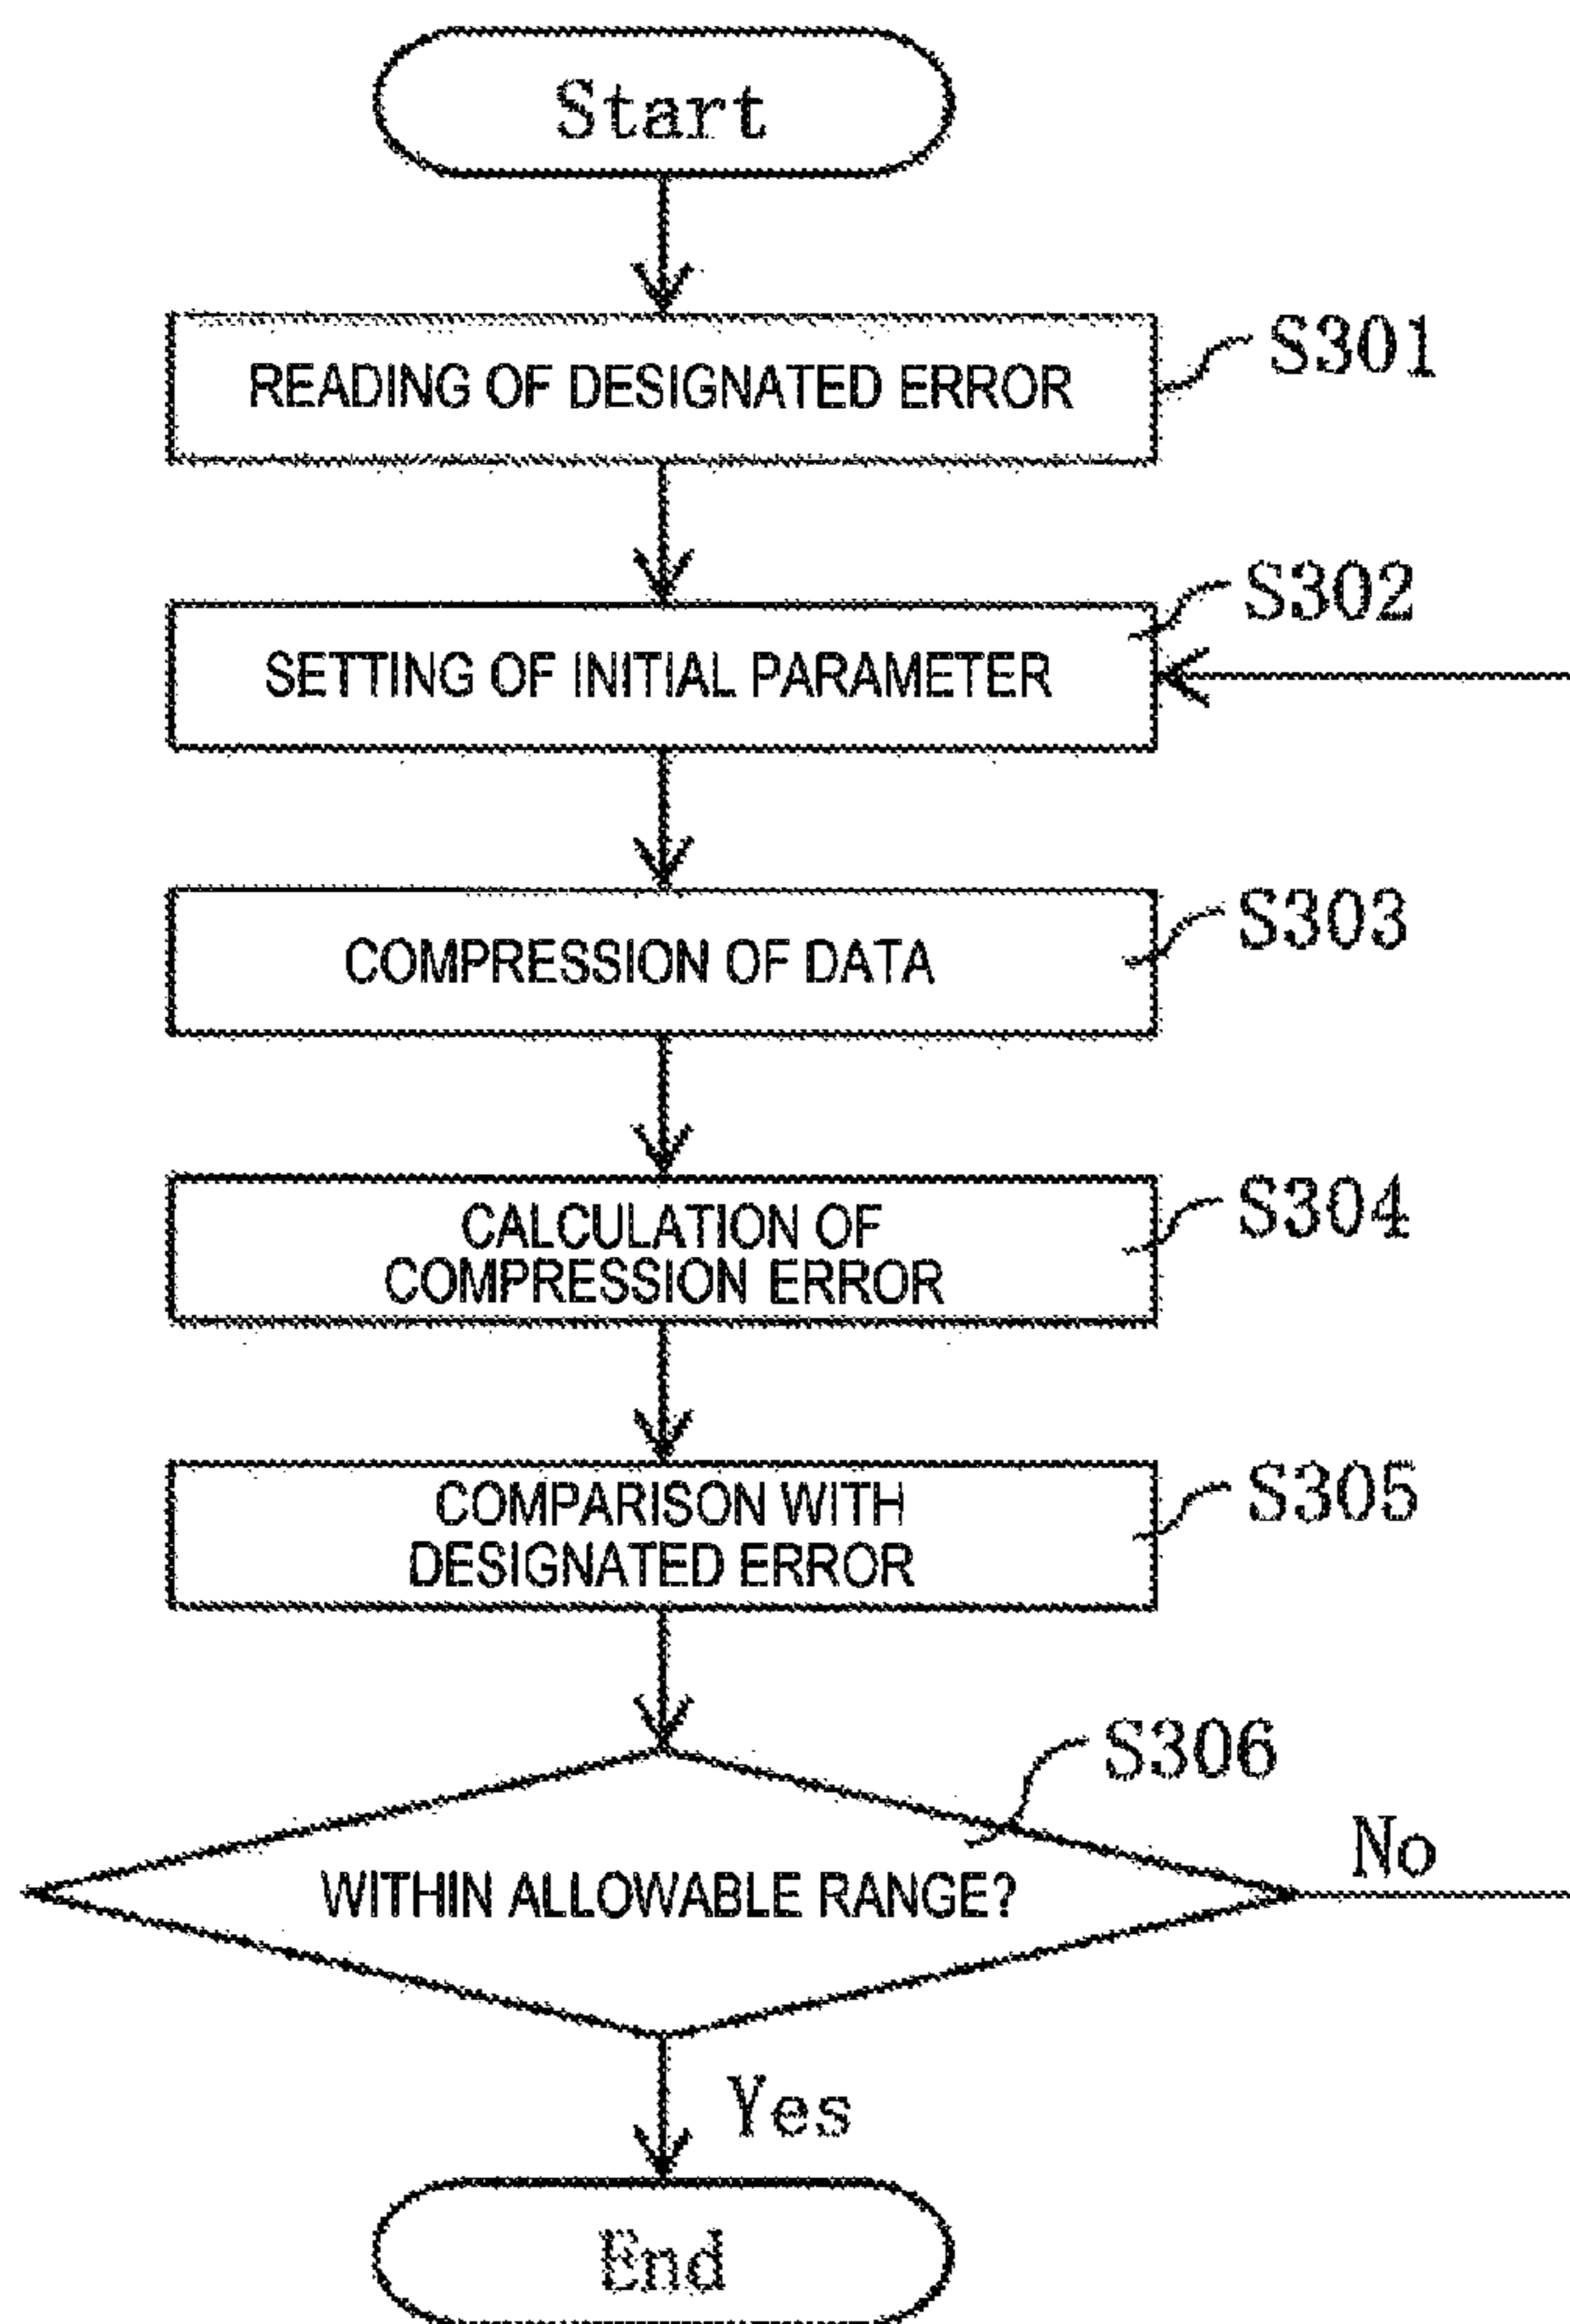 Start
READING OF DESIGNATED ERROR
S301
SETTING OF INITIAL PARAMETER
S302
COMPRESSION OF DATA
S303
CALCULATION OF
COMPRESSION ERROR
S304
COMPARISON WITH
DESIGNATED ERROR
S305
S306
WITHIN ALLOWABLE RANGE?
No
Yes
End